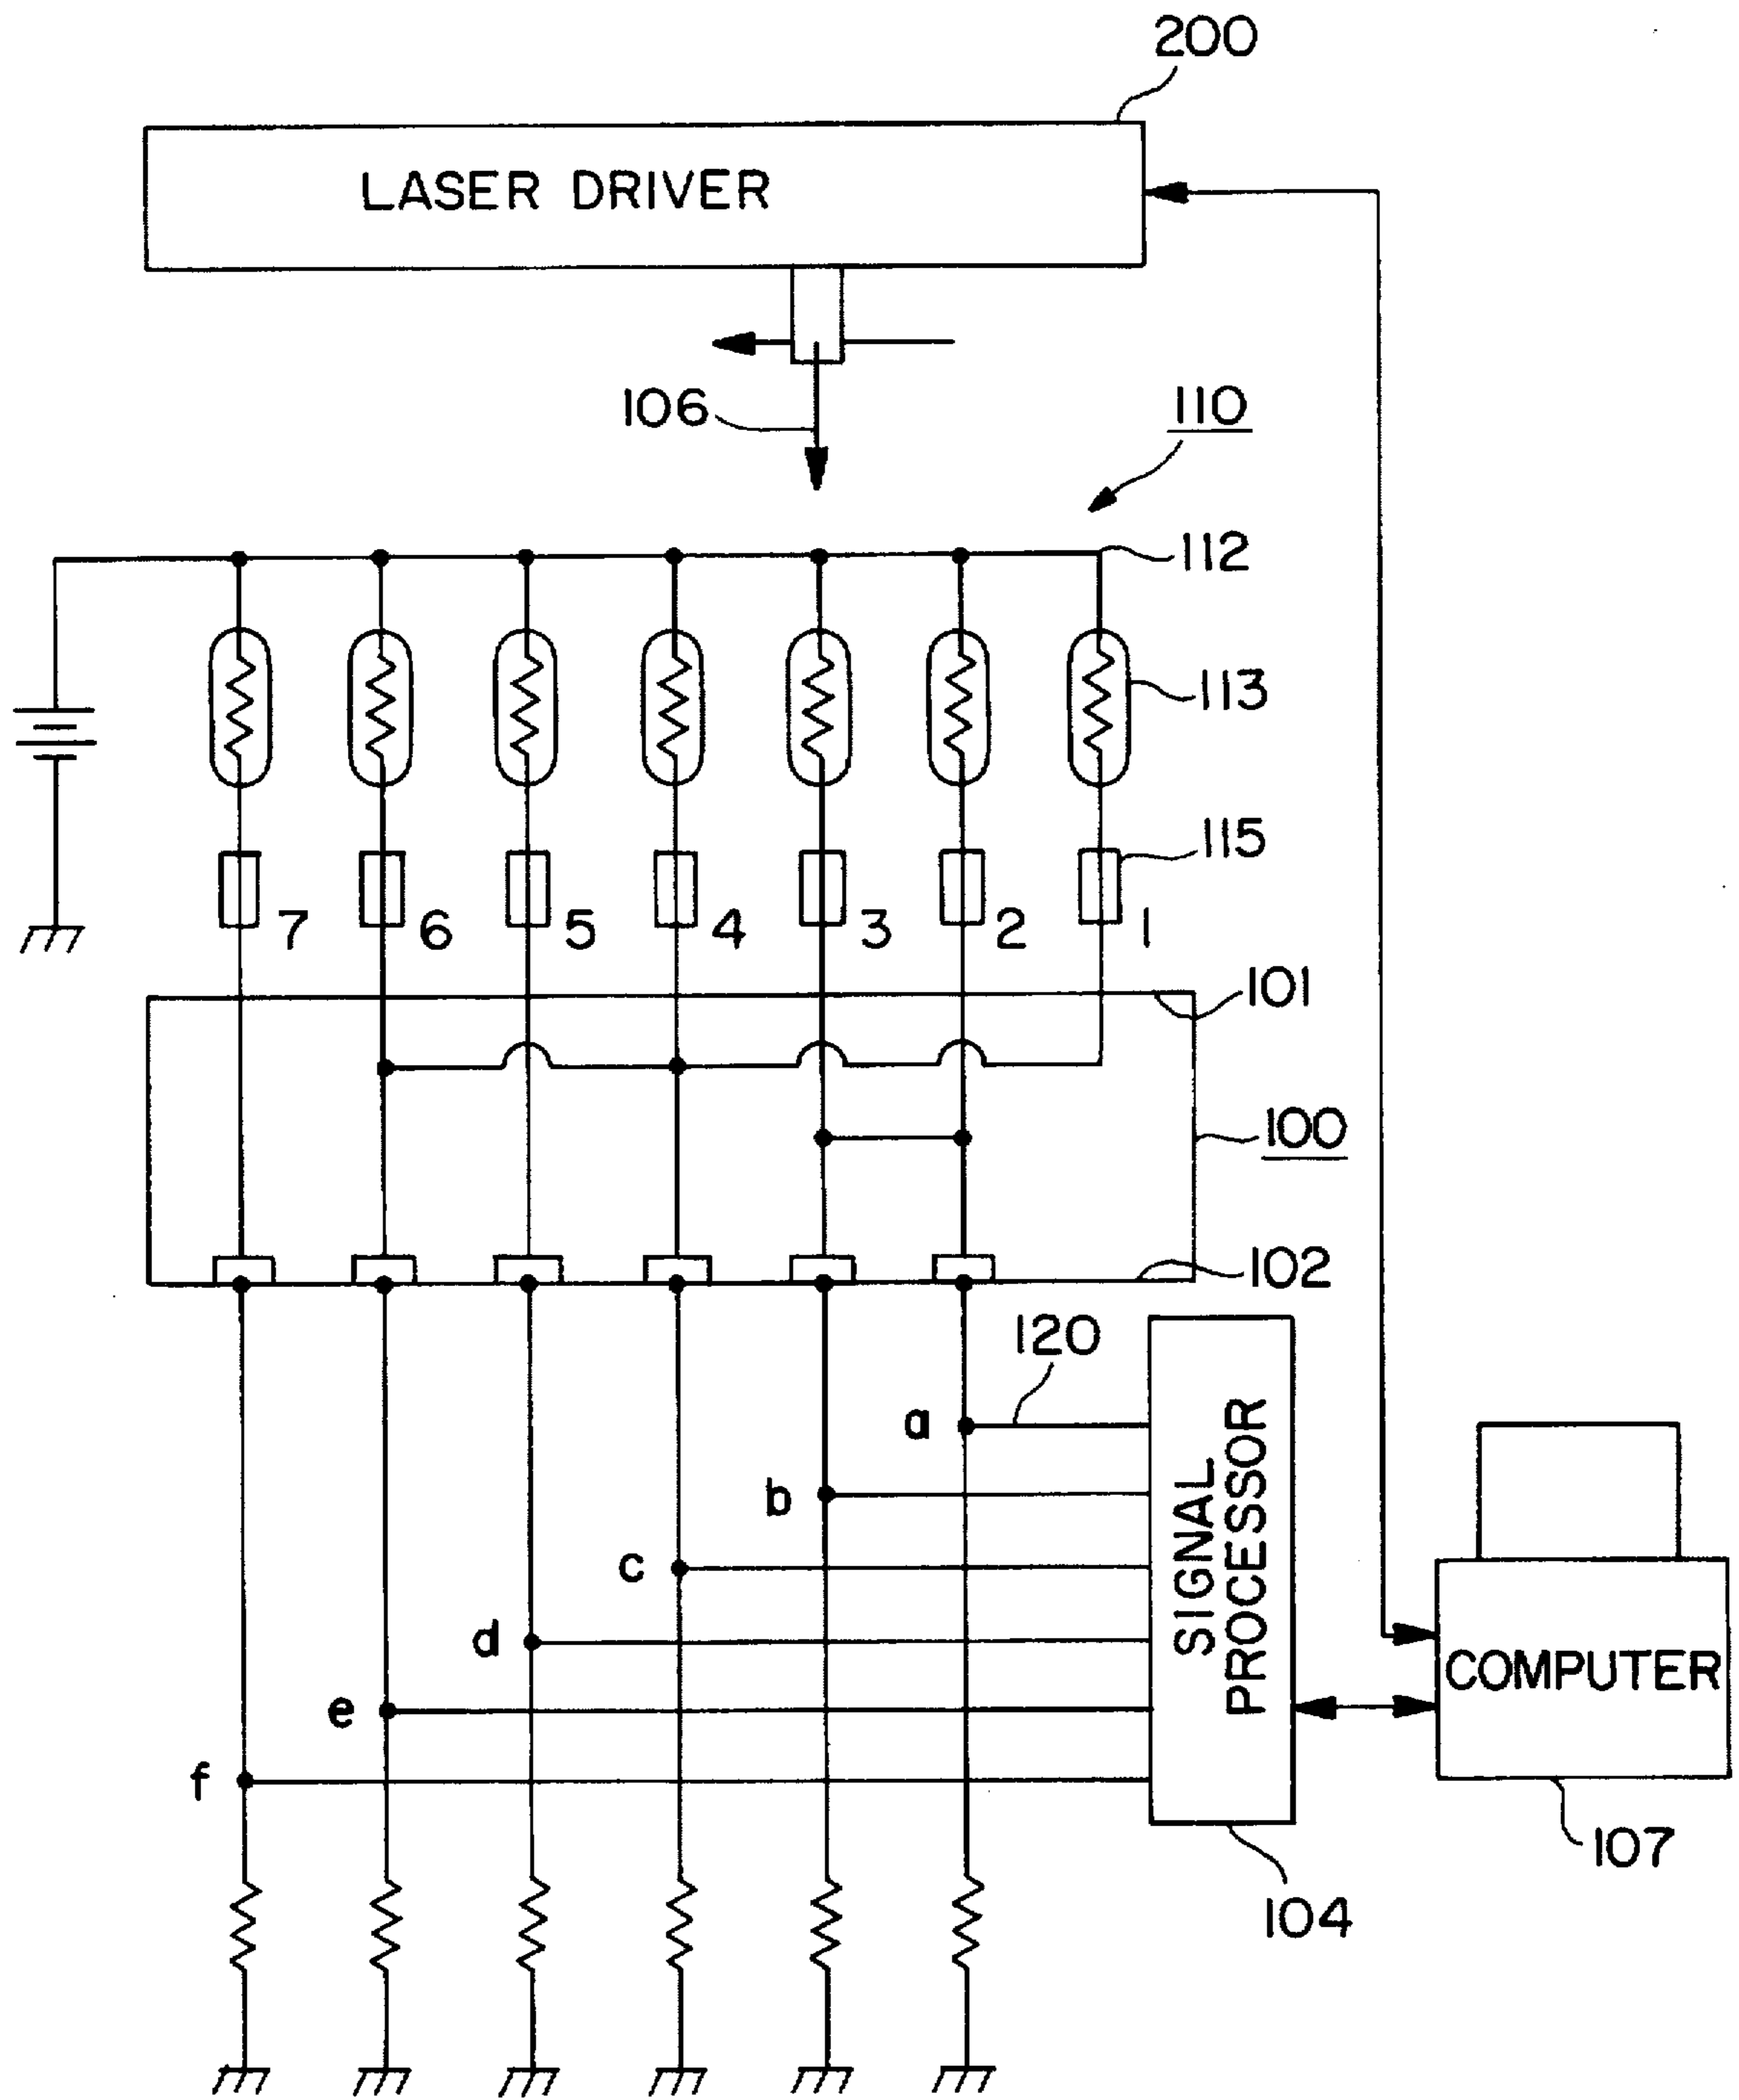 200
LASER DRIVER
106
110
112
113
115
7 6 5 4 3 2 1
101
100
102
120
a
b
c
d
e
f
SIGNAL
PROCESSOR
COMPUTER
107
104